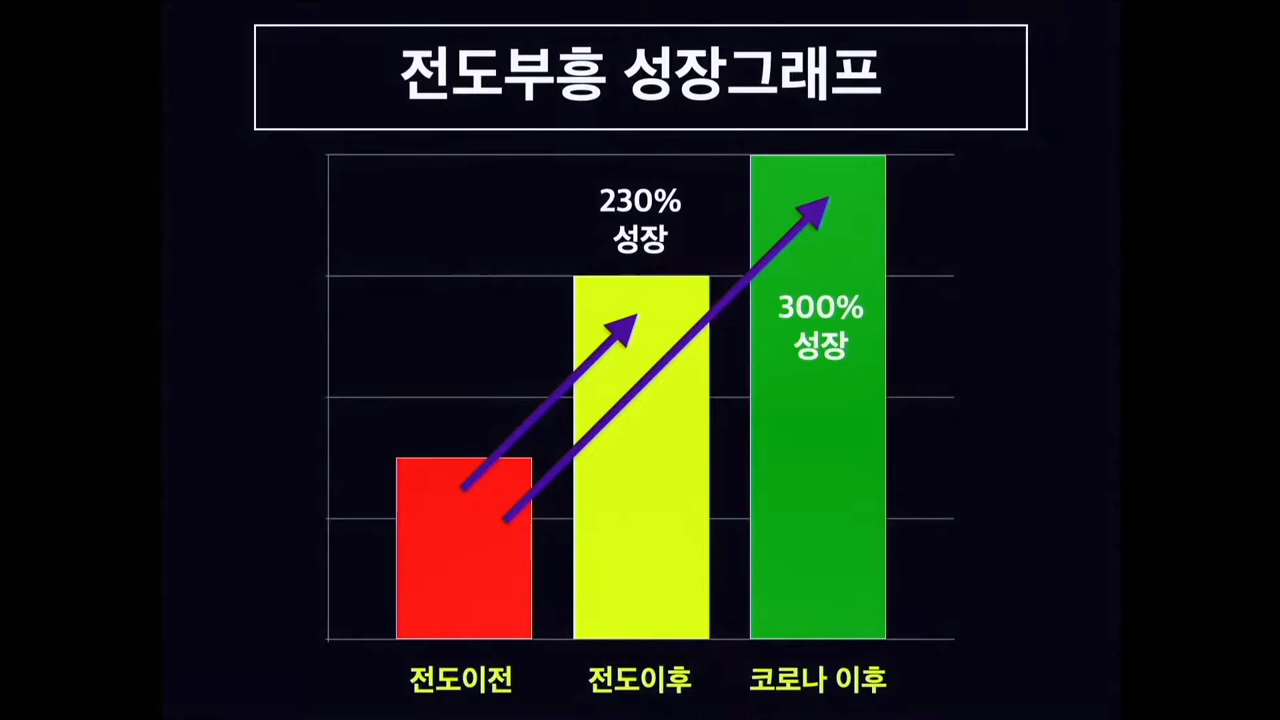 전도부흥 성장그래프
230%
성장
300%
성장
전도이전
전도이후
코로나 이후